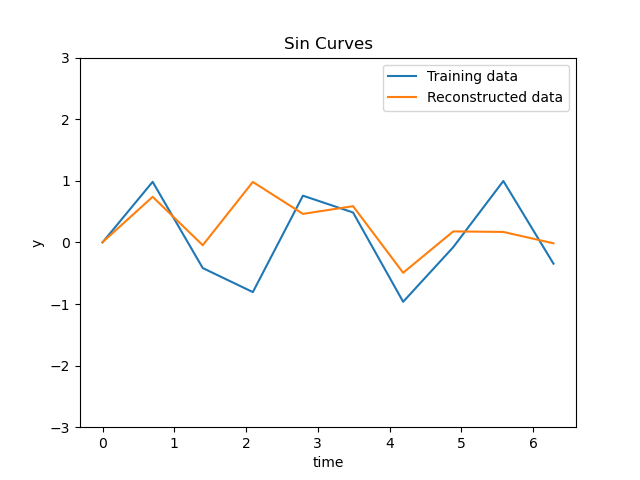 Sin Curves
Training data
Reconstructed data
3
2
1
0
−1
−2
−3
y
0 1 2 3 4 5 6
time